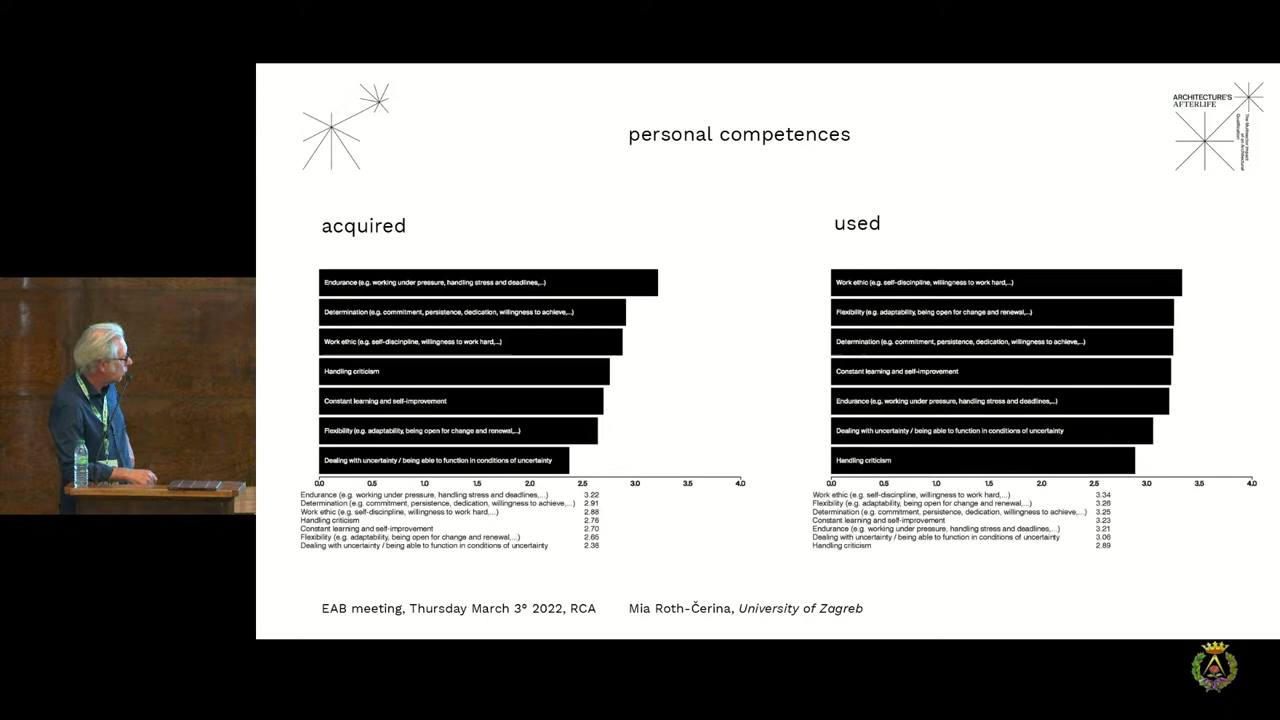 ARCHITECTURE'S
AFTERLIFE
The Multisector Impact
of an Architectural
Qualification
personal competences
acquired
Endurance (e.g. working under pressure, handling stress and deadlines,...)
Determination (e.g. commitment, persistence, dedication, willingness to achieve,...)
Work ethic (e.g. self-discinpline, willingness to work hard,...)
Handling criticism
Constant learning and self-improvement
Flexibility (e.g. adaptability, being open for change and renewal,...)
Dealing with uncertainty / being able to function in conditions of uncertainty
0.0 0.5 1.0 1.5 2.0 2.5 3.0 3.5 4.0
Endurance (e.g. working under pressure, handling stress and deadlines,...) 3.22
Determination (e.g. commitment, persistence, dedication, willingness to achieve,...) 2.91
Work ethic (e.g. self-discinpline, willingness to work hard,...) 2.88
Handling criticism 2.76
Constant learning and self-improvement 2.70
Flexibility (e.g. adaptability, being open for change and renewal,...) 2.65
Dealing with uncertainty / being able to function in conditions of uncertainty 2.38
used
Work ethic (e.g. self-discinpline, willingness to work hard,...)
Flexibility (e.g. adaptability, being open for change and renewal,...)
Determination (e.g. commitment, persistence, dedication, willingness to achieve,...)
Constant learning and self-improvement
Endurance (e.g. working under pressure, handling stress and deadlines,...)
Dealing with uncertainty / being able to function in conditions of uncertainty
Handling criticism
0.0 0.5 1.0 1.5 2.0 2.5 3.0 3.5 4.0
Work ethic (e.g. self-discinpline, willingness to work hard,...) 3.34
Flexibility (e.g. adaptability, being open for change and renewal,...) 3.26
Determination (e.g. commitment, persistence, dedication, willingness to achieve,...) 3.25
Constant learning and self-improvement 3.23
Endurance (e.g. working under pressure, handling stress and deadlines,...) 3.21
Dealing with uncertainty / being able to function in conditions of uncertainty 3.06
Handling criticism 2.89
EAB meeting, Thursday March 3° 2022, RCA
Mia Roth-Čerina, University of Zagreb